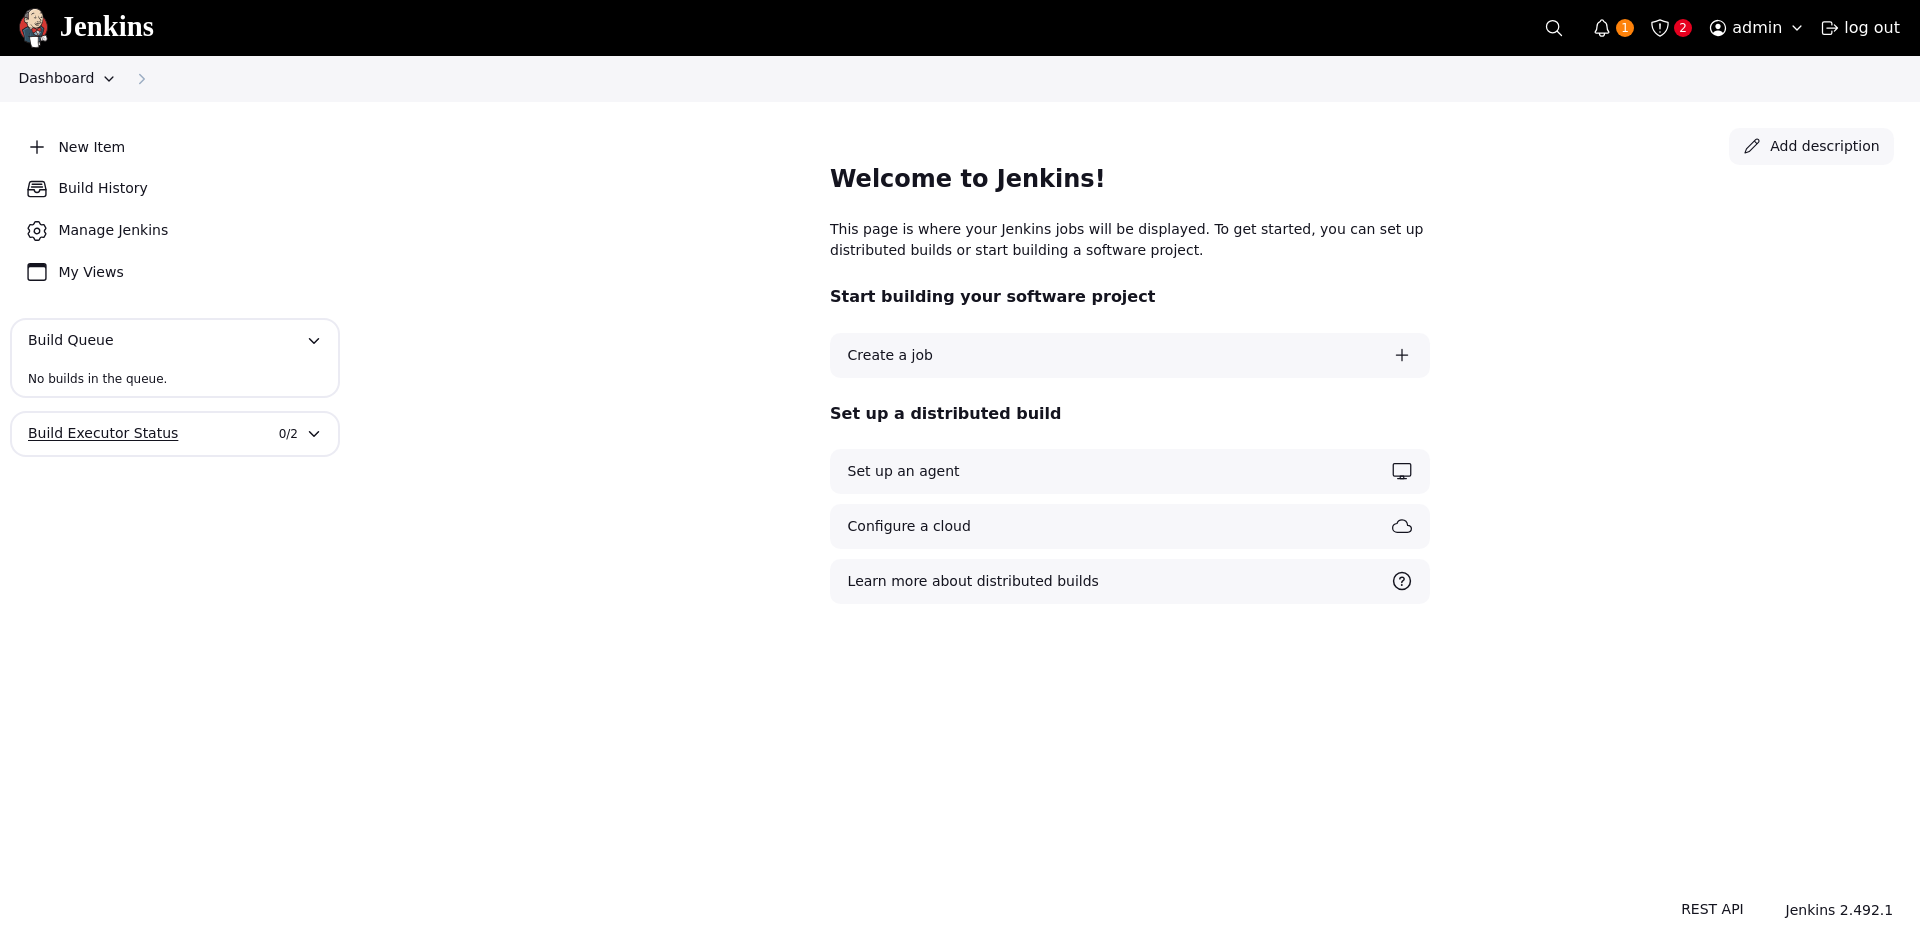 Jenkins
1
2
admin
log out
Dashboard
New Item
Build History
Manage Jenkins
My Views
Build Queue
No builds in the queue.
Build Executor Status
0/2
Add description
Welcome to Jenkins!
This page is where your Jenkins jobs will be displayed. To get started, you can set up
distributed builds or start building a software project.
Start building your software project
Create a job
Set up a distributed build
Set up an agent
Configure a cloud
Learn more about distributed builds
REST API
Jenkins 2.492.1